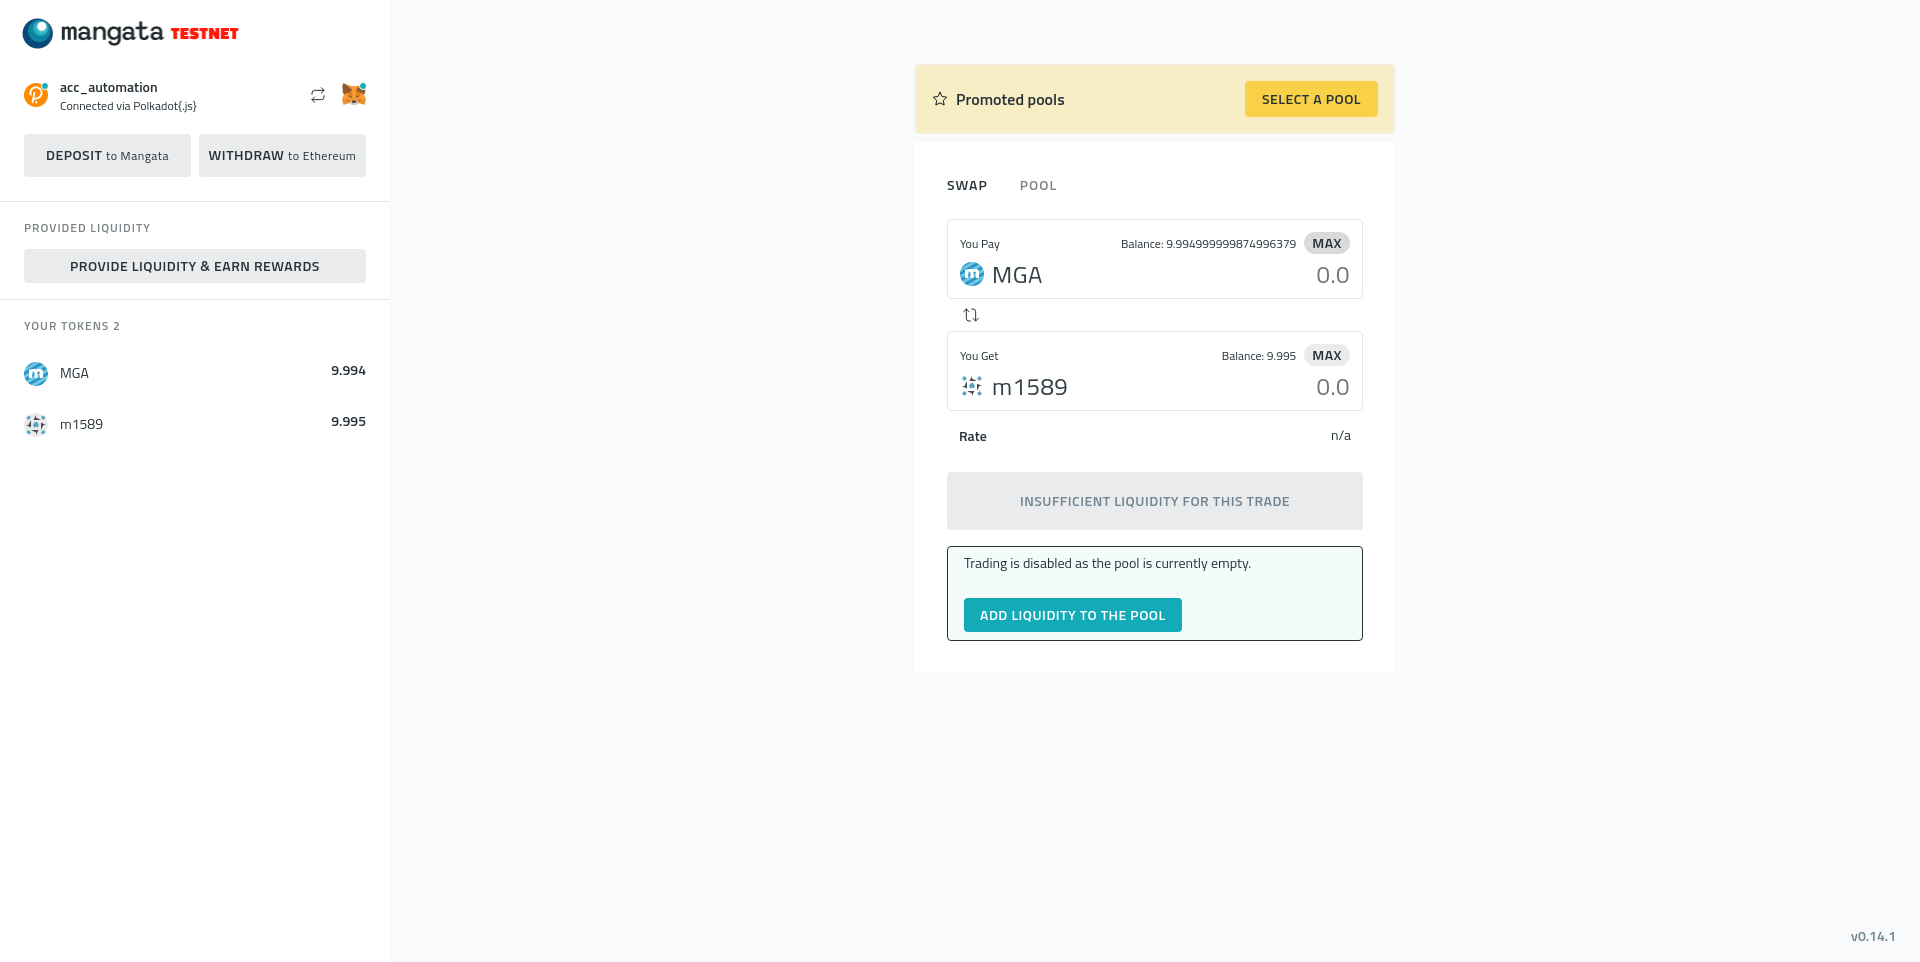 mangata TESTNET
acc_automation
Connected via Polkadot{.js}
DEPOSIT to Mangata
WITHDRAW to Ethereum
PROVIDED LIQUIDITY
PROVIDE LIQUIDITY & EARN REWARDS
YOUR TOKENS 2
MGA 9.994
m1589 9.995
Promoted pools
SELECT A POOL
SWAP POOL
You Pay Balance: 9.994999999874996379 MAX
MGA 0.0
You Get Balance: 9.995 MAX
m1589 0.0
Rate n/a
INSUFFICIENT LIQUIDITY FOR THIS TRADE
Trading is disabled as the pool is currently empty.
ADD LIQUIDITY TO THE POOL
v0.14.1